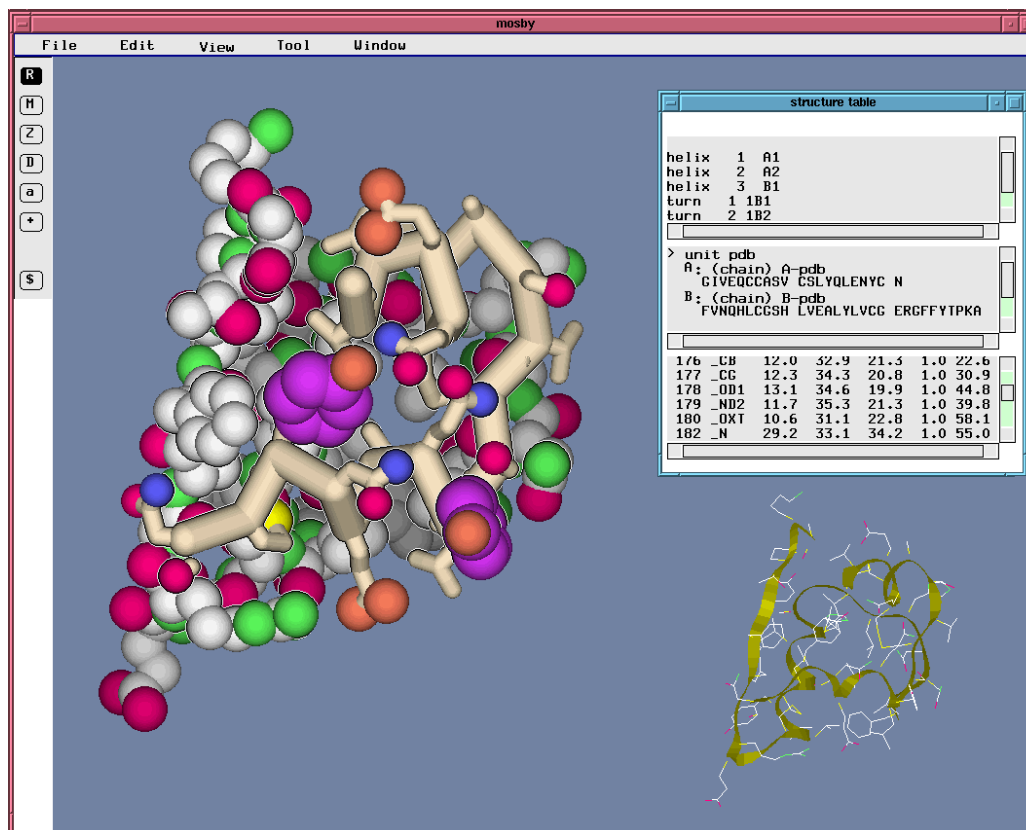 mosby
File Edit View Tool Window
R
M
Z
D
a
+
$
structure table
helix 1 A1
helix 2 A2
helix 3 B1
turn 1 1B1
turn 2 1B2
> unit pdb
A: (chain) A-pdb
GIVEQCCASV CSLYQLENYC N
B: (chain) B-pdb
FVNQHLCGSH LVEALYLVCG ERGFFYTPKA
176 _CB 12.0 32.9 21.3 1.0 22.6
177 _CG 12.3 34.3 20.8 1.0 30.9
178 _OD1 13.1 34.6 19.9 1.0 44.8
179 _ND2 11.7 35.3 21.3 1.0 39.8
180 _OXT 10.6 31.1 22.8 1.0 58.1
182 _N 29.2 33.1 34.2 1.0 55.0